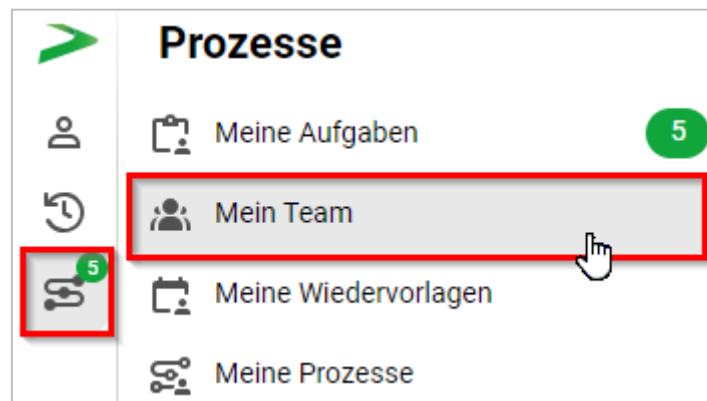 Prozesse
Meine Aufgaben 5
Mein Team
5
Meine Wiedervorlagen
Meine Prozesse